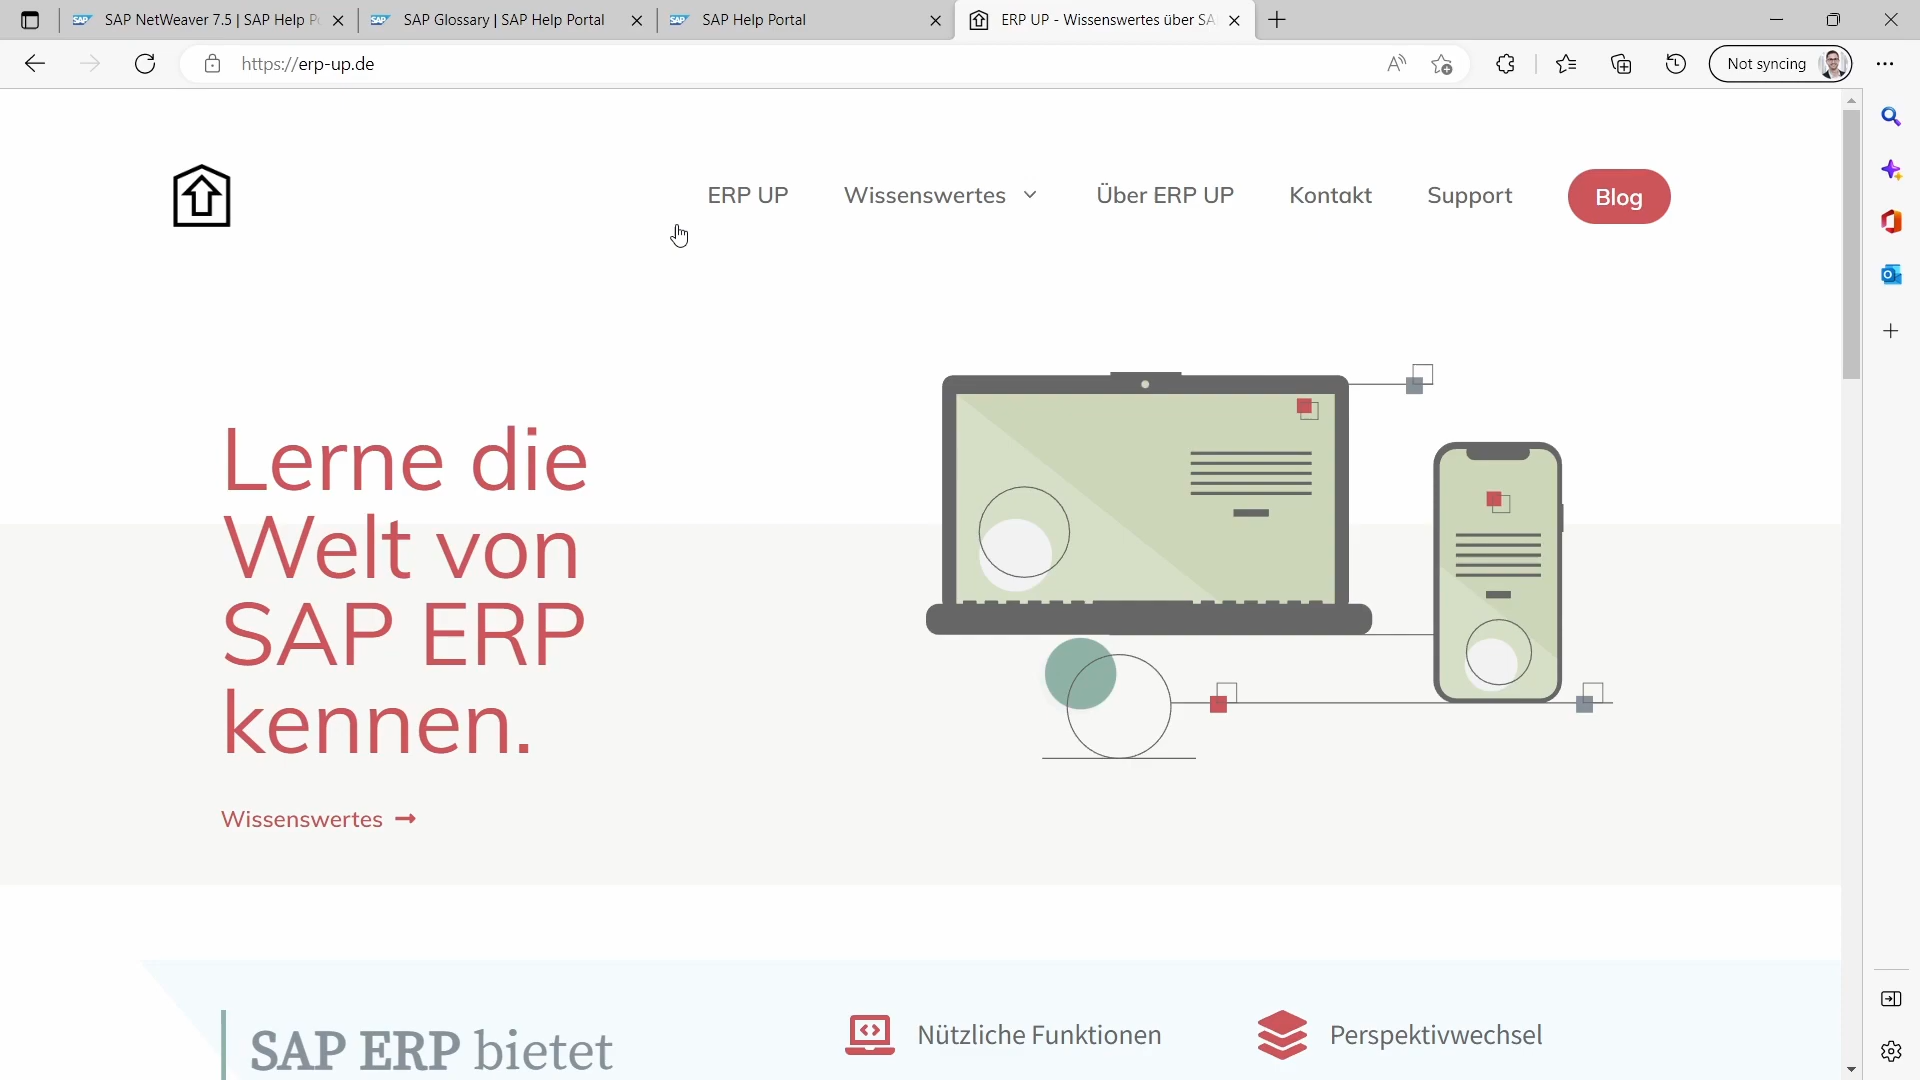 SAP NetWeaver 7.5 | SAP Help P
SAP Glossary | SAP Help Portal
SAP Help Portal
ERP UP - Wissenswertes über SA
https://erp-up.de
Not syncing
ERP UP
Wissenswertes
Über ERP UP
Kontakt
Support
Blog
Lerne die
Welt von
SAP ERP
kennen.
Wissenswertes →
SAP ERP bietet
Nützliche Funktionen
Perspektivwechsel